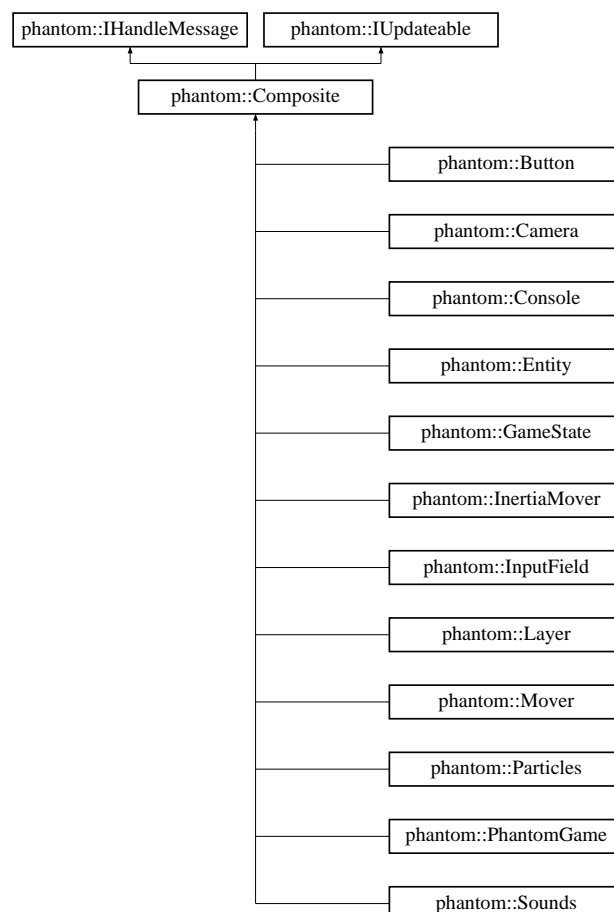 phantom::IHandleMessage
phantom::IUpdateable
phantom::Composite
phantom::Button
phantom::Camera
phantom::Console
phantom::Entity
phantom::GameState
phantom::InertiaMover
phantom::InputField
phantom::Layer
phantom::Mover
phantom::Particles
phantom::PhantomGame
phantom::Sounds